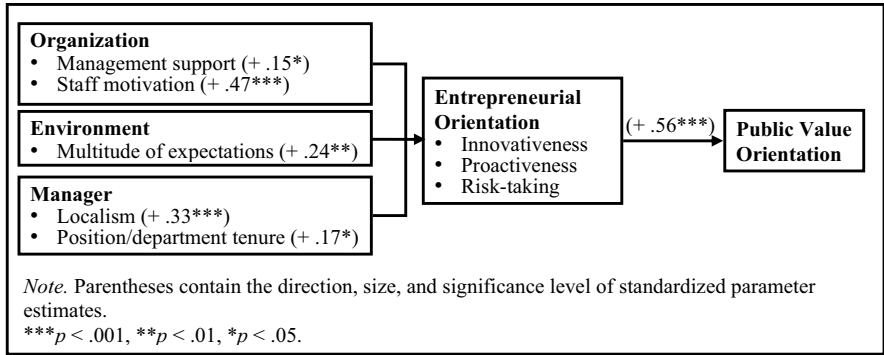 Organization
• Management support (+ .15*)
• Staff motivation (+ .47***)
Environment
• Multitude of expectations (+ .24**)
Manager
• Localism (+ .33***)
• Position/department tenure (+ .17*)
Entrepreneurial
Orientation
• Innovativeness
• Proactiveness
• Risk-taking
(+ .56***)
Public Value
Orientation
Note. Parentheses contain the direction, size, and significance level of standardized parameter
estimates.
***p < .001, **p < .01, *p < .05.